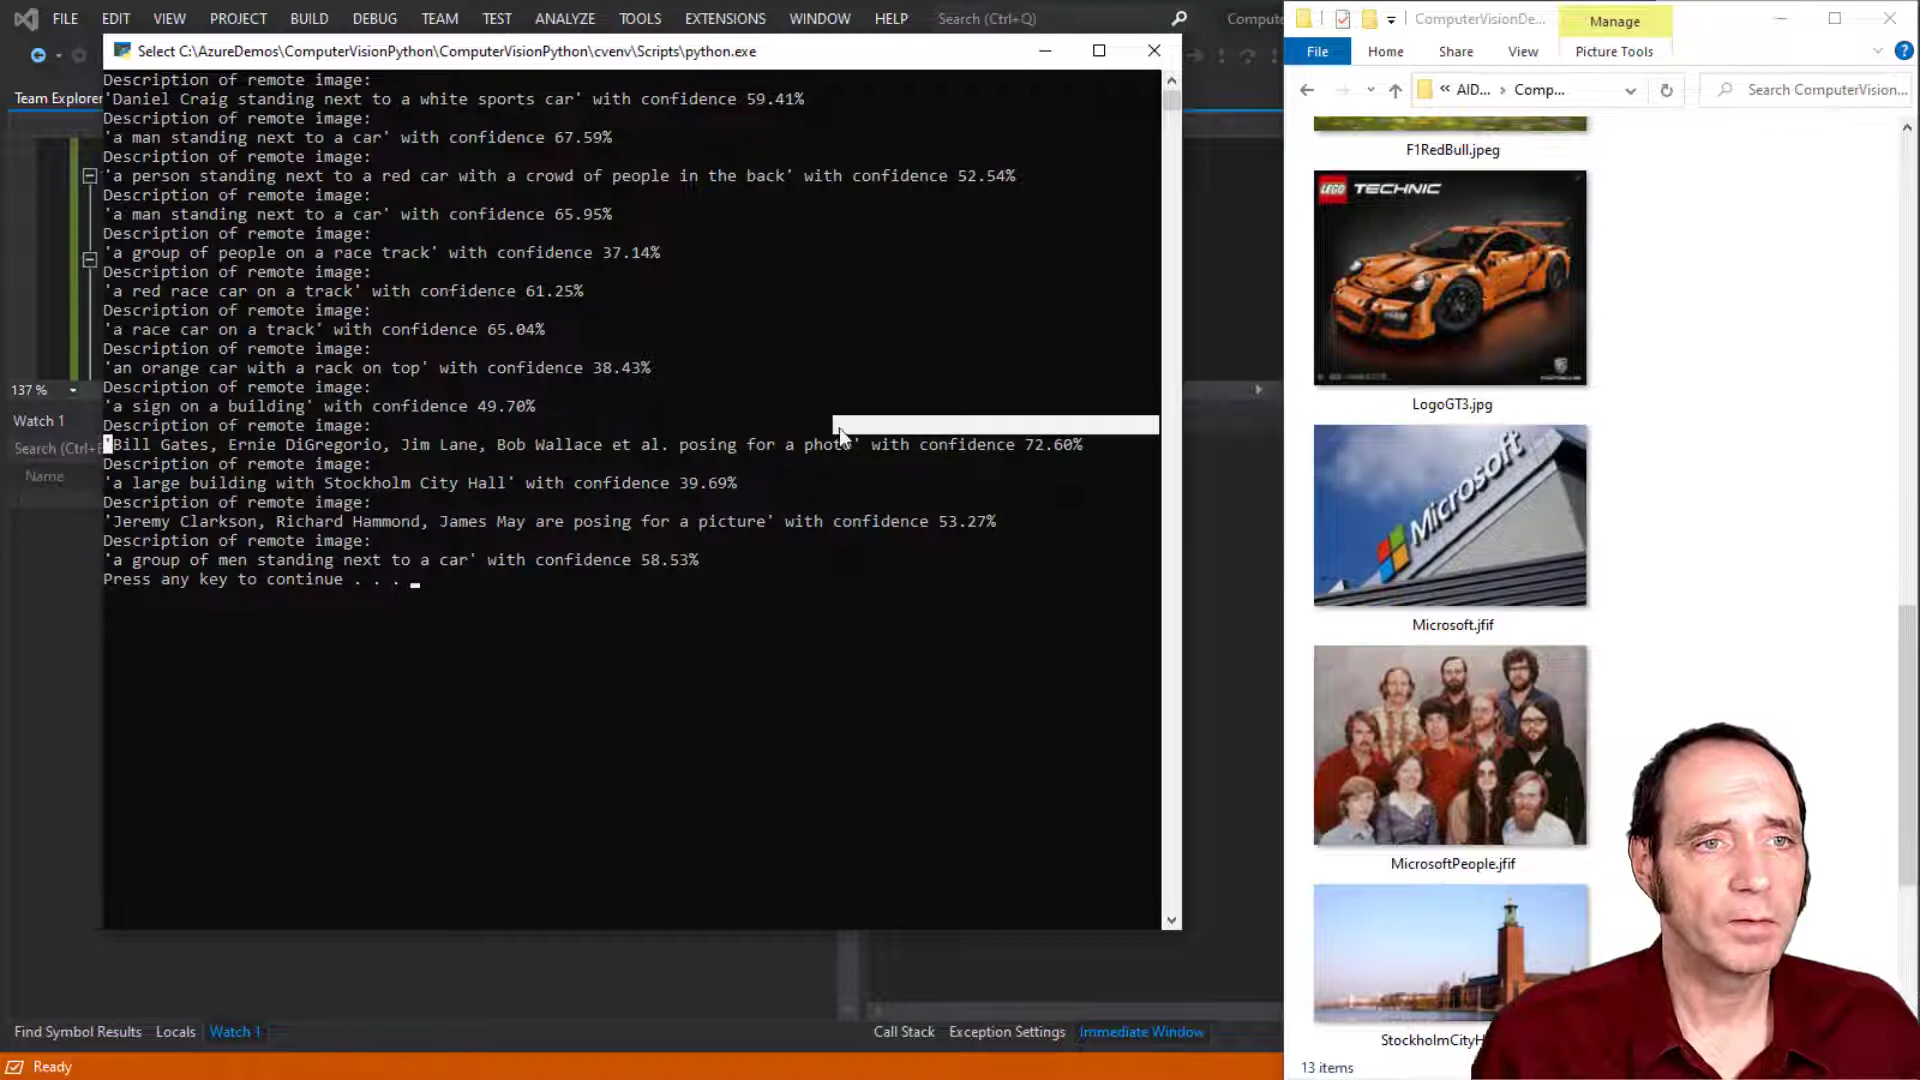 FILE EDIT VIEW PROJECT BUILD DEBUG TEAM TEST ANALYZE TOOLS EXTENSIONS WINDOW HELP Search (Ctrl+Q)
Select C:\AzureDemos\ComputerVisionPython\ComputerVisionPython\cvenv\Scripts\python.exe
Team Explorer
Description of remote image:
'Daniel Craig standing next to a white sports car' with confidence 59.41%
Description of remote image:
'a man standing next to a car' with confidence 67.59%
Description of remote image:
'a person standing next to a red car with a crowd of people in the back' with confidence 52.54%
Description of remote image:
'a man standing next to a car' with confidence 65.95%
Description of remote image:
'a group of people on a race track' with confidence 37.14%
Description of remote image:
'a red race car on a track' with confidence 61.25%
Description of remote image:
'a race car on a track' with confidence 65.04%
Description of remote image:
'an orange car with a rack on top' with confidence 38.43%
Description of remote image:
'a sign on a building' with confidence 49.70%
Description of remote image:
'Bill Gates, Ernie DiGregorio, Jim Lane, Bob Wallace et al. posing for a photo' with confidence 72.60%
Description of remote image:
'a large building with Stockholm City Hall' with confidence 39.69%
Description of remote image:
'Jeremy Clarkson, Richard Hammond, James May are posing for a picture' with confidence 53.27%
Description of remote image:
'a group of men standing next to a car' with confidence 58.53%
Press any key to continue . . .
137 %
Watch 1
Search (Ctrl+E
Name
Find Symbol Results Locals Watch 1
Call Stack Exception Settings Immediate Window
Ready
ComputerVisionDe... Manage
File Home Share View Picture Tools
« AID... › Comp... Search ComputerVision...
F1RedBull.jpeg
LEGO TECHNIC
LogoGT3.jpg
Microsoft
Microsoft.jfif
MicrosoftPeople.jfif
StockholmCityH
13 items